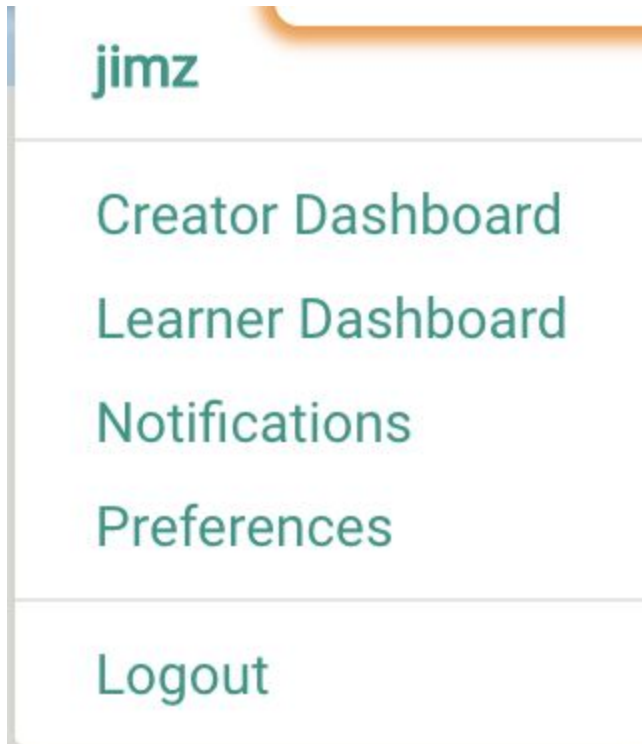 jimz
Creator Dashboard
Learner Dashboard
Notifications
Preferences
Logout